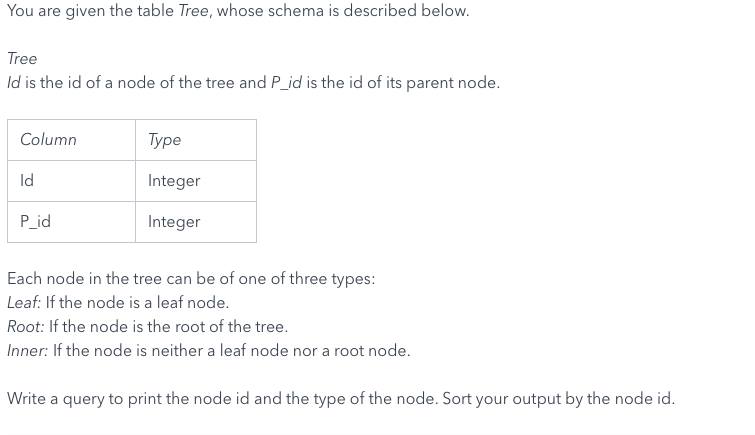 You are given the table Tree, whose schema is described below.
Tree
Id is the id of a node of the tree and P_id is the id of its parent node.
Column Type
Id Integer
P_id Integer
Each node in the tree can be of one of three types:
Leaf: If the node is a leaf node.
Root: If the node is the root of the tree.
Inner: If the node is neither a leaf node nor a root node.
Write a query to print the node id and the type of the node. Sort your output by the node id.